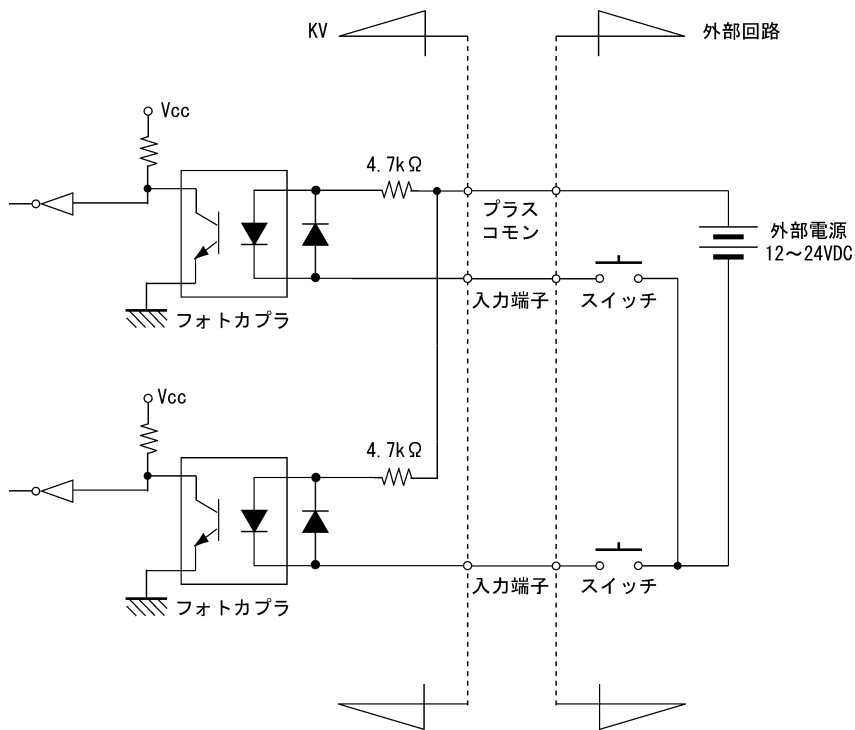 KV
外部回路
Vcc
4.7kΩ
プラス
コモン
外部電源
12～24VDC
入力端子
スイッチ
フォトカプラ
Vcc
4.7kΩ
入力端子
スイッチ
フォトカプラ